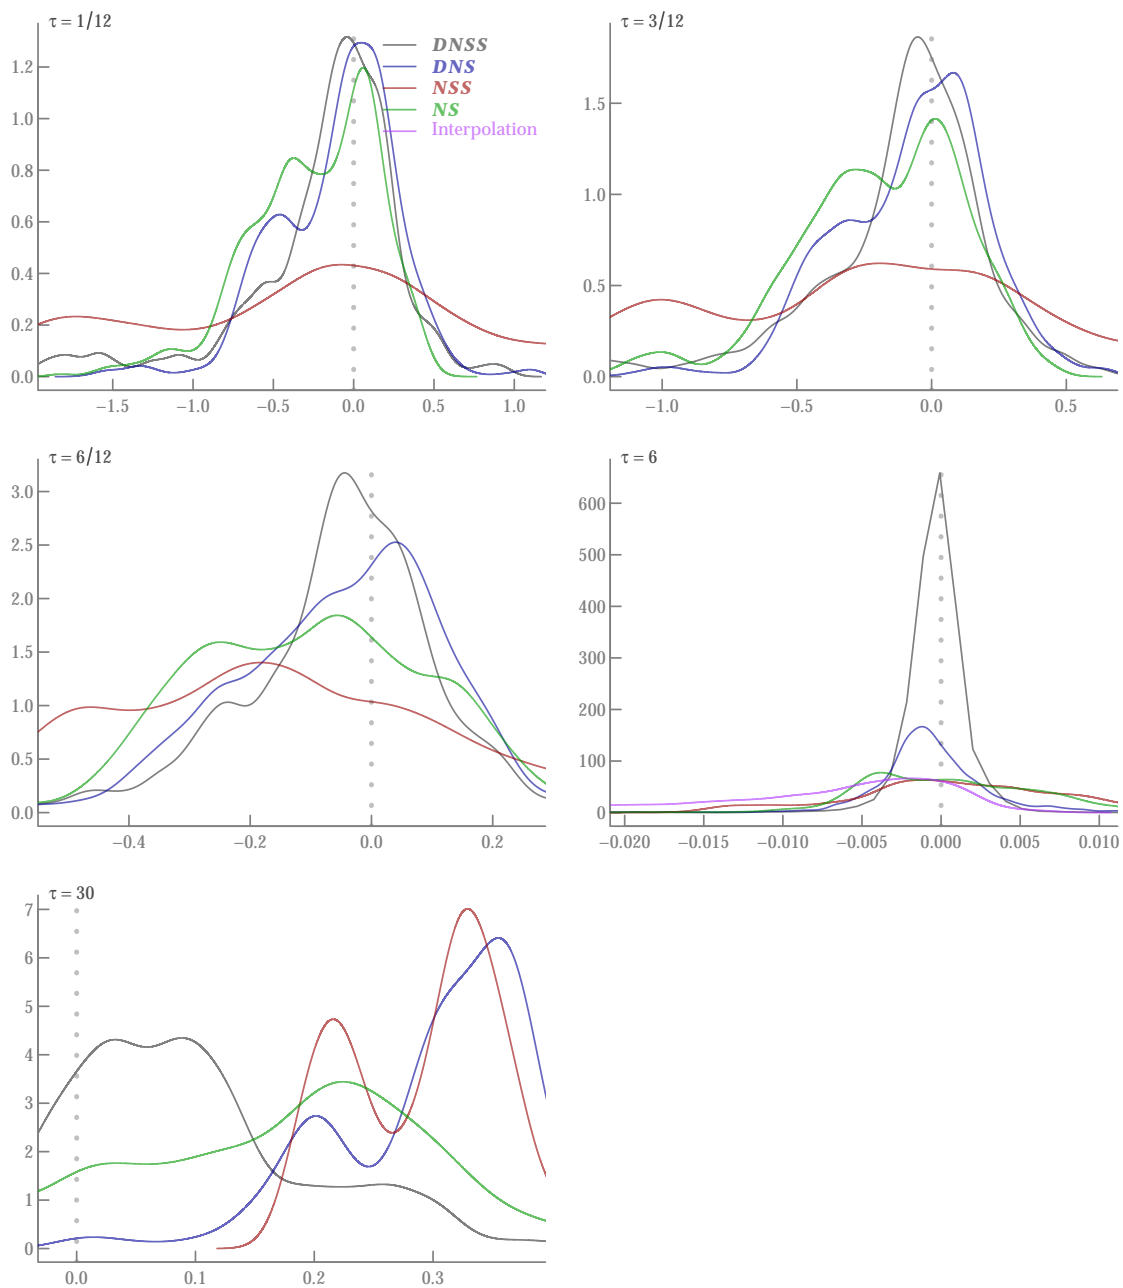 τ = 1/12
1.2
1.0
0.8
0.6
0.4
0.2
0.0
−1.5 −1.0 −0.5 0.0 0.5 1.0
DNSS
DNS
NSS
NS
Interpolation
τ = 3/12
1.5
1.0
0.5
0.0
−1.0 −0.5 0.0 0.5
τ = 6/12
3.0
2.5
2.0
1.5
1.0
0.5
0.0
−0.4 −0.2 0.0 0.2
τ = 6
600
500
400
300
200
100
0
−0.020 −0.015 −0.010 −0.005 0.000 0.005 0.010
τ = 30
7
6
5
4
3
2
1
0
0.0 0.1 0.2 0.3